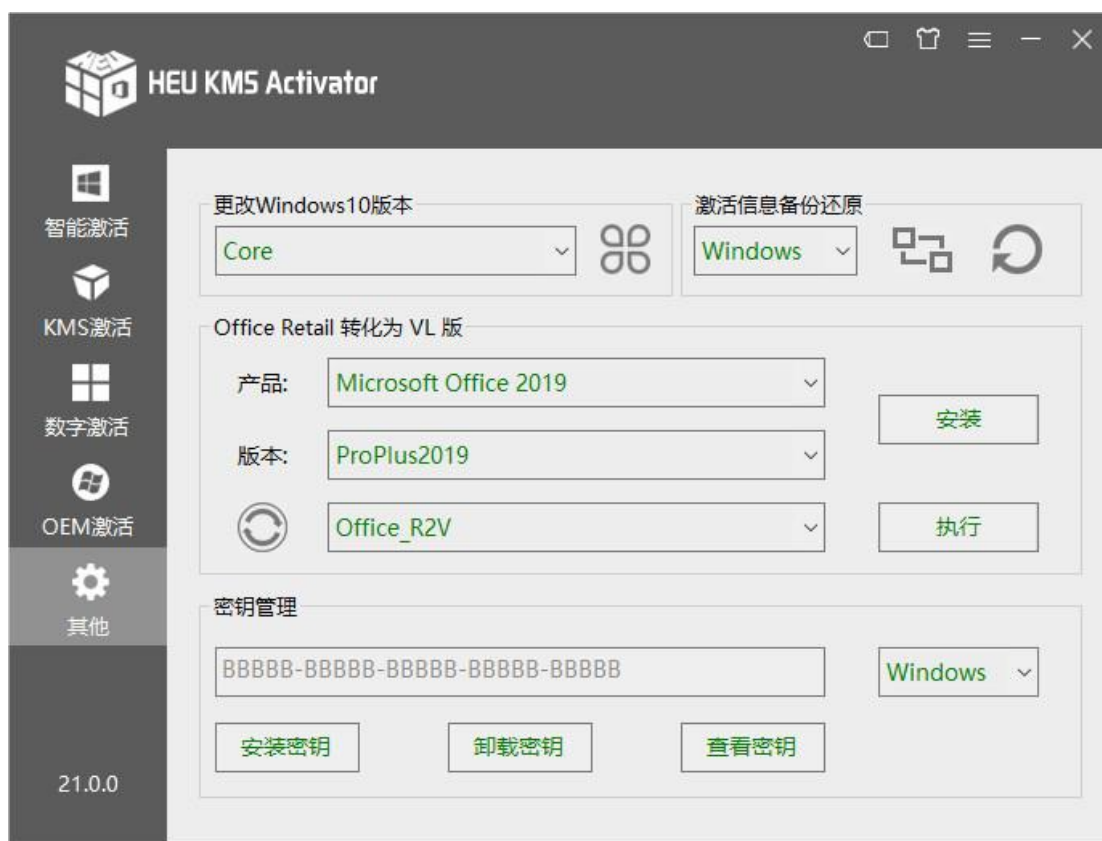 HEU KMS Activator
智能激活
KMS激活
数字激活
OEM激活
其他
21.0.0
更改Windows10版本
Core
激活信息备份还原
Windows
Office Retail 转化为 VL 版
产品:
Microsoft Office 2019
安装
版本:
ProPlus2019
Office_R2V
执行
密钥管理
BBBBB-BBBBB-BBBBB-BBBBB-BBBBB
Windows
安装密钥
卸载密钥
查看密钥